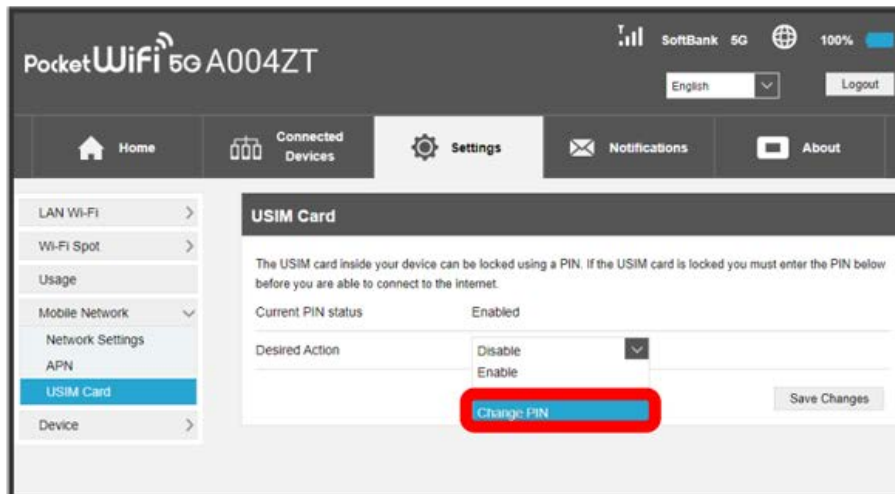 SoftBank 5G 100%
Pocket WiFi 5G A004ZT
English
Logout
Home
Connected
Devices
Settings
Notifications
About
LAN Wi-Fi
Wi-Fi Spot
Usage
Mobile Network
Network Settings
APN
USIM Card
Device
USIM Card
The USIM card inside your device can be locked using a PIN. If the USIM card is locked you must enter the PIN below
before you are able to connect to the internet.
Current PIN status Enabled
Desired Action Disable
Enable
Change PIN
Save Changes